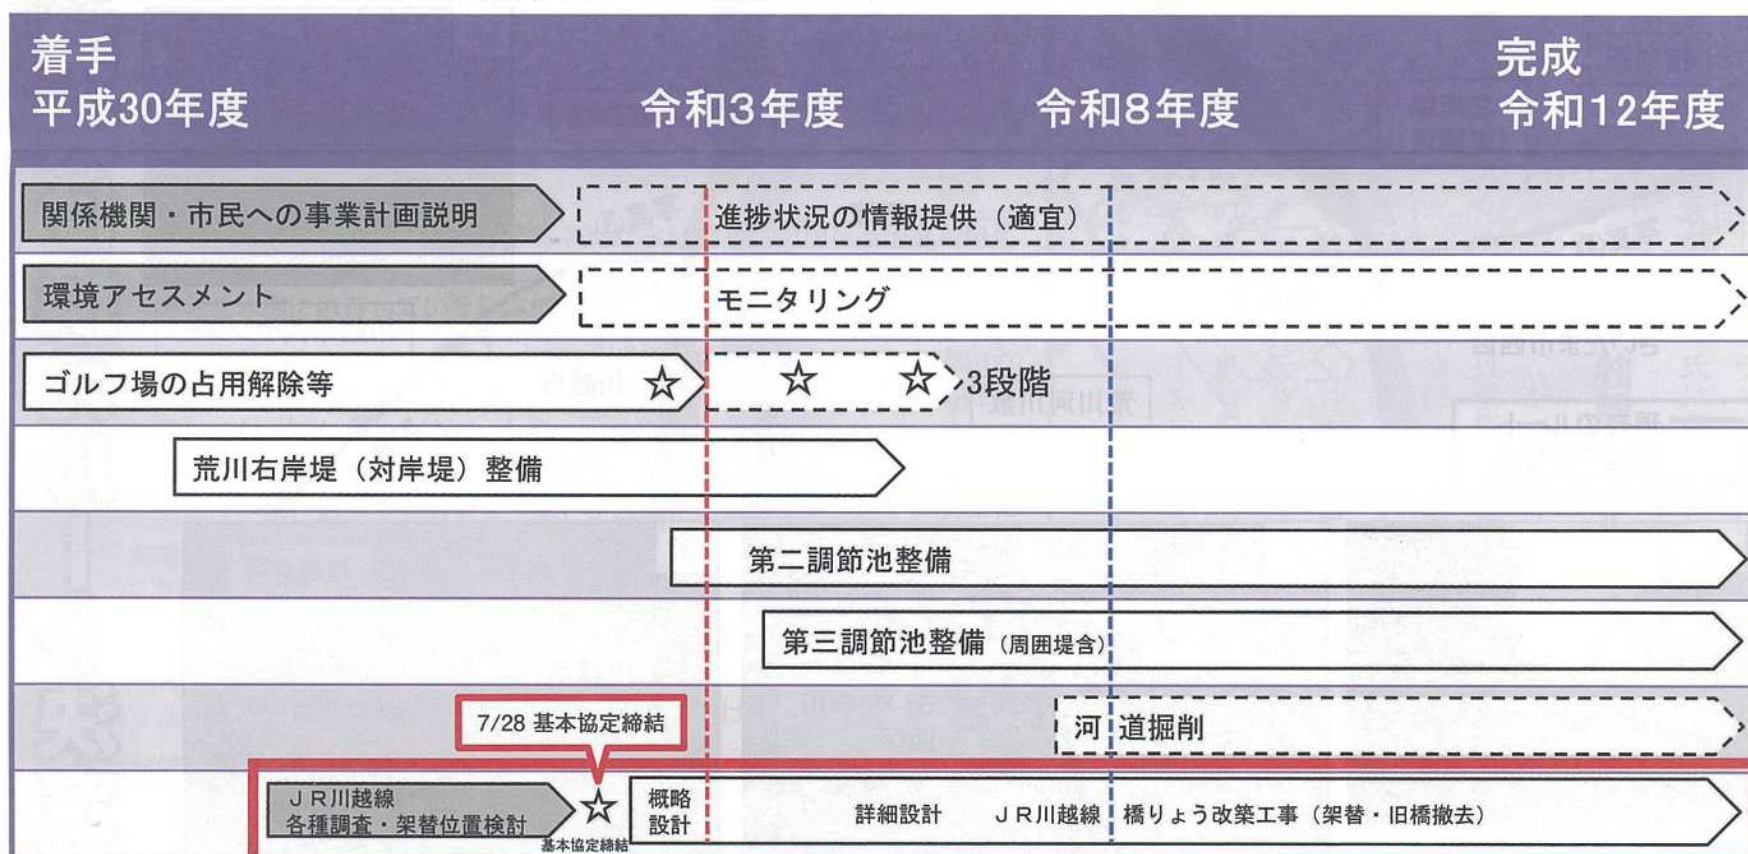 着手
平成30年度
令和3年度
令和8年度
完成
令和12年度
関係機関・市民への事業計画説明
進捗状況の情報提供（適宜）
環境アセスメント
モニタリング
ゴルフ場の占用解除等
☆ ☆ ☆
3段階
荒川右岸堤（対岸堤）整備
第二調節池整備
第三調節池整備（周囲堤含）
7/28 基本協定締結
河道掘削
ＪＲ川越線
各種調査・架替位置検討
☆
基本協定締結
概略
設計
詳細設計
ＪＲ川越線 橋りょう改築工事（架替・旧橋撤去）